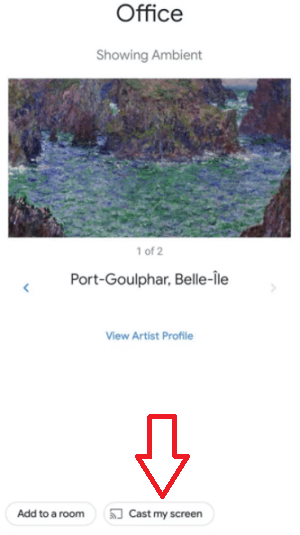 Office
Showing Ambient
1 of 2
Port-Goulphar, Belle-Île
View Artist Profile
Add to a room
Cast my screen